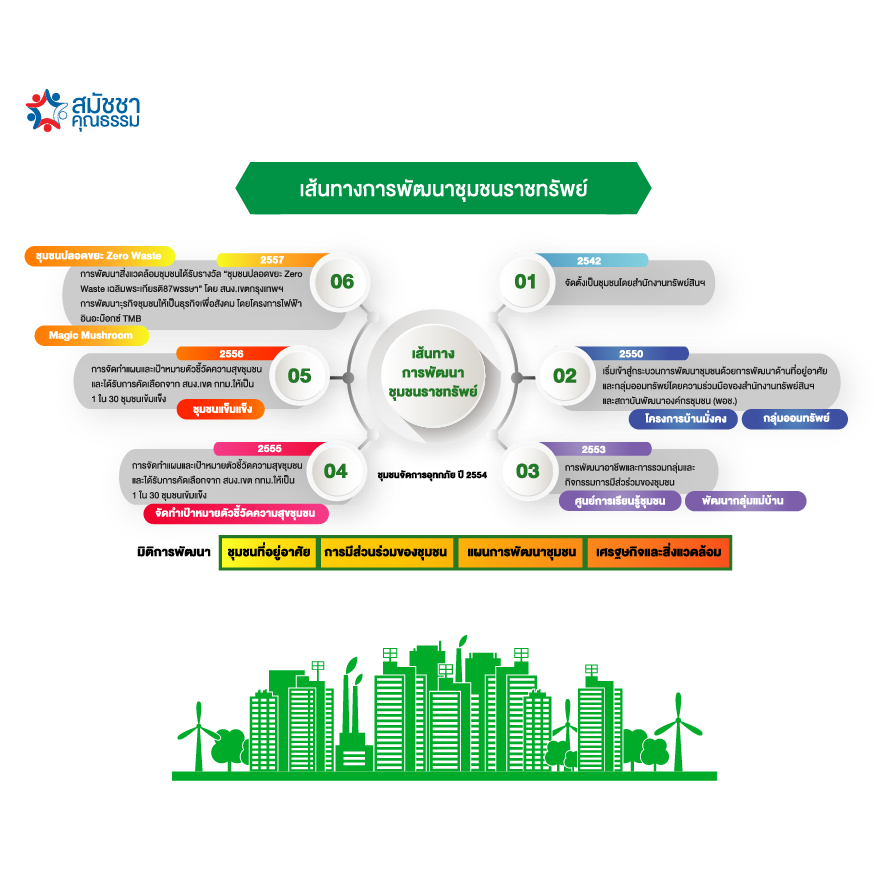 สมัชชา
คุณธรรม
เส้นทางการพัฒนาชุมชนราชทรัพย์
เส้นทาง
การพัฒนา
ชุมชนราชทรัพย์
01
2542
จัดตั้งเป็นชุมชนโดยสำนักงานทรัพย์สินฯ
02
2550
เริ่มเข้าสู่กระบวนการพัฒนาชุมชนด้วยการพัฒนาด้านที่อยู่อาศัย
และกลุ่มออมทรัพย์โดยความร่วมมือของสำนักงานทรัพย์สินฯ
และสถาบันพัฒนาองค์กรชุมชน (พอช.)
โครงการบ้านมั่งคง
กลุ่มออมทรัพย์
03
2553
การพัฒนาอาชีพและการรวมกลุ่มและ
กิจกรรมการมีส่วร่วมของชุมชน
ศูนย์การเรียนรู้ชุมชน
พัฒนากลุ่มแม่บ้าน
ชุมชนจัดการอุทกภัย ปี 2554
04
2555
การจัดทำแผนและเป้าหมายตัวชี้วัดความสุขชุมชน
และได้รับการคัดเลือกจาก สนง.เขต กทม.ให้เป็น
1 ใน 30 ชุมชนเข้มแข็ง
จัดทำเป้าหมายตัวชี้วัดความสุขชุมชน
05
2556
การจัดทำแผนและเป้าหมายตัวชี้วัดความสุขชุมชน
และได้รับการคัดเลือกจาก สนง.เขต กทม.ให้เป็น
1 ใน 30 ชุมชนเข้มแข็ง
ชุมชนเข้มแข็ง
06
2557
ชุมชนปลอดขยะ Zero Waste
การพัฒนาสิ่งแวดล้อมชุมชนได้รับรางวัล “ชุมชนปลอดขยะ Zero
Waste เฉลิมพระเกียรติ87พรรษา” โดย สนง.เขตกรุงเทพฯ
การพัฒนาะุรกิจชุมชนให้เป็นธุรกิจเพื่อสังคม โดยโครงการไฟฟ้า
อินอะบ๊อกซ์ TMB
Magic Mushroom
มิติการพัฒนา
ชุมชนที่อยู่อาศัย
การมีส่วนร่วมของชุมชน
แผนการพัฒนาชุมชน
เศรษฐกิจและสิ่งแวดล้อม